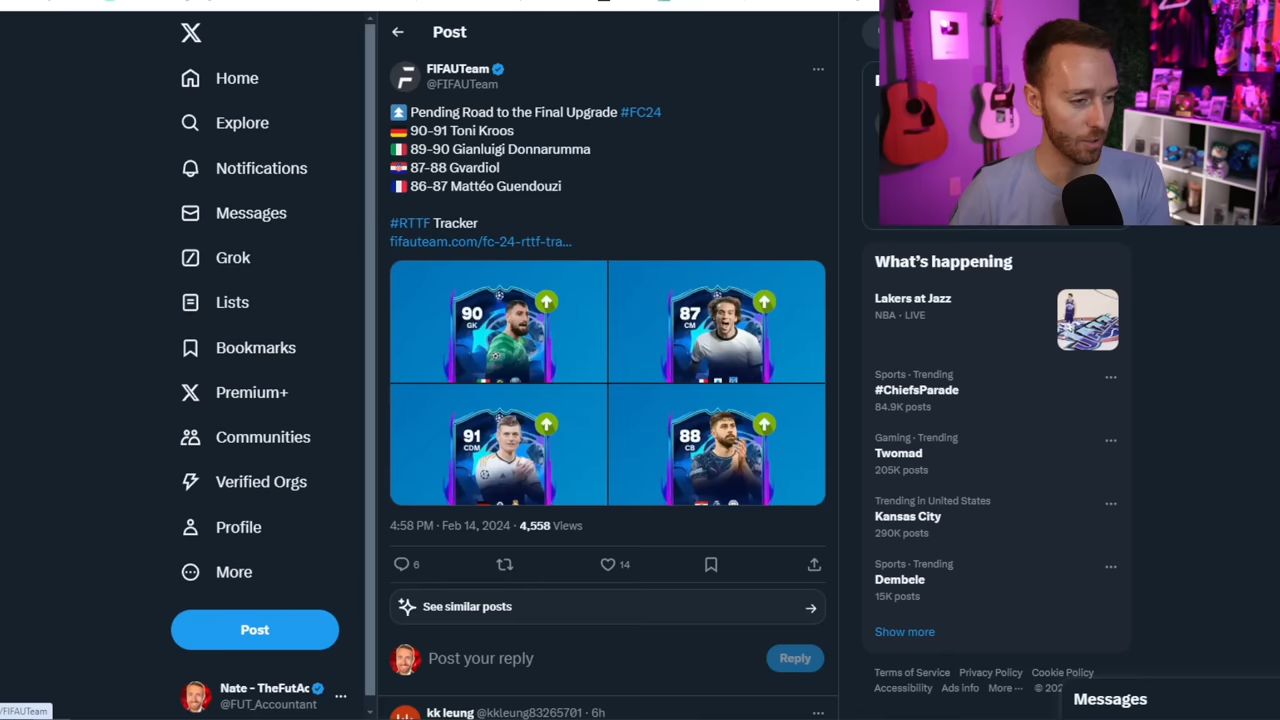 Home
Explore
Notifications
Messages
Grok
Lists
Bookmarks
Premium+
Communities
Verified Orgs
Profile
More
Post
Nate - TheFutAc
@FUT_Accountant
/FIFAUTeam
Post
FIFAUTeam
@FIFAUTeam
Pending Road to the Final Upgrade #FC24
90-91 Toni Kroos
89-90 Gianluigi Donnarumma
87-88 Gvardiol
86-87 Mattéo Guendouzi
#RTTF Tracker
fifauteam.com/fc-24-rttf-tra...
90
GK
87
CM
91
CDM
88
CB
4:58 PM · Feb 14, 2024 · 4,558 Views
6
14
See similar posts
Post your reply
Reply
kk leung @kkleung83265701 · 6h
What's happening
Lakers at Jazz
NBA · LIVE
Sports · Trending
#ChiefsParade
84.9K posts
Gaming · Trending
Twomad
205K posts
Trending in United States
Kansas City
290K posts
Sports · Trending
Dembele
15K posts
Show more
Terms of Service Privacy Policy Cookie Policy
Accessibility Ads info More ··· © 202
Messages